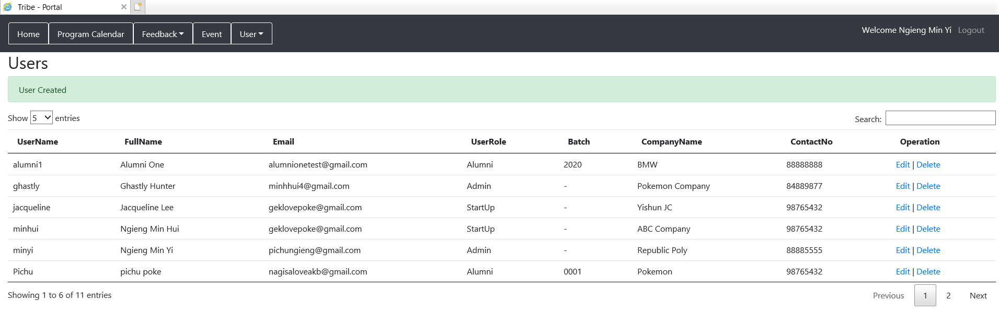 Tribe - Portal
Home Program Calendar Feedback Event User Welcome Ngieng Min Yi Logout
Users
User Created
Show 5 entries Search:
UserName FullName Email UserRole Batch CompanyName ContactNo Operation
alumni1 Alumni One alumnionetest@gmail.com Alumni 2020 BMW 88888888 Edit | Delete
ghastly Ghastly Hunter minhhui4@gmail.com Admin - Pokemon Company 84889877 Edit | Delete
jacqueline Jacqueline Lee geklovepoke@gmail.com StartUp - Yishun JC 98765432 Edit | Delete
minhui Ngieng Min Hui geklovepoke@gmail.com StartUp - ABC Company 98765432 Edit | Delete
minyi Ngieng Min Yi pichungieng@gmail.com Admin - Republic Poly 88885555 Edit | Delete
Pichu pichu poke nagisaloveakb@gmail.com Alumni 0001 Pokemon 98765432 Edit | Delete
Showing 1 to 6 of 11 entries Previous 1 2 Next